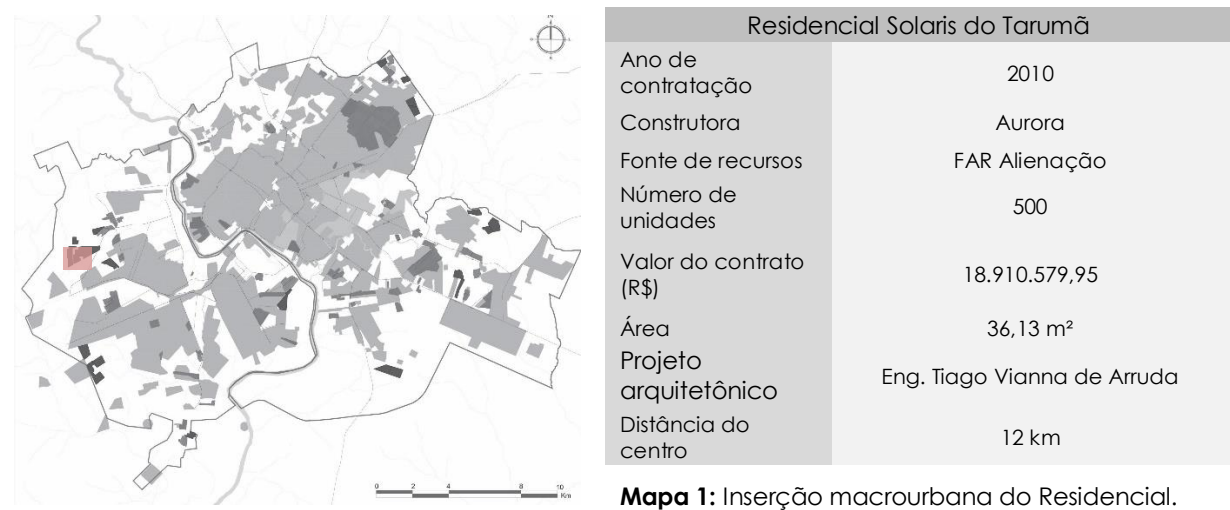 N
0 2 4 8 10
Km
Residencial Solaris do Tarumã
Ano de
contratação
2010
Construtora
Aurora
Fonte de recursos
FAR Alienação
Número de
unidades
500
Valor do contrato
(R$)
18.910.579,95
Área
36,13 m²
Projeto
arquitetônico
Eng. Tiago Vianna de Arruda
Distância do
centro
12 km
Mapa 1: Inserção macrourbana do Residencial.